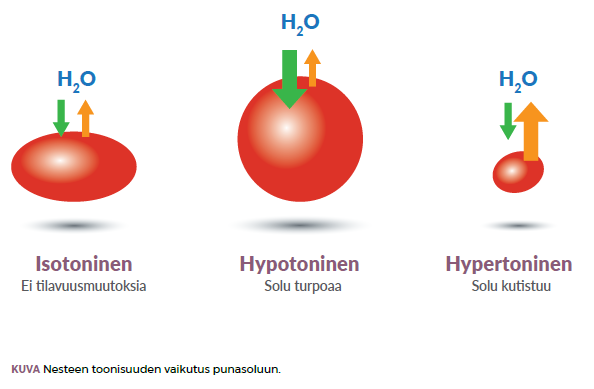 H₂O
Isotoninen
Ei tilavuusmuutoksia
H₂O
Hypotoninen
Solu turpoaa
H₂O
Hypertoninen
Solu kutistuu
KUVA Nesteen toonisuuden vaikutus punasoluun.